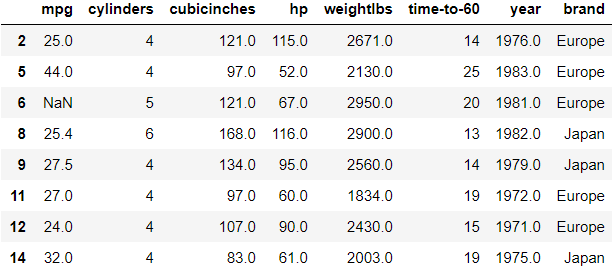 mpg cylinders cubicinches hp weightlbs time-to-60 year brand
2 25.0 4 121.0 115.0 2671.0 14 1976.0 Europe
5 44.0 4 97.0 52.0 2130.0 25 1983.0 Europe
6 NaN 5 121.0 67.0 2950.0 20 1981.0 Europe
8 25.4 6 168.0 116.0 2900.0 13 1982.0 Japan
9 27.5 4 134.0 95.0 2560.0 14 1979.0 Japan
11 27.0 4 97.0 60.0 1834.0 19 1972.0 Europe
12 24.0 4 107.0 90.0 2430.0 15 1971.0 Europe
14 32.0 4 83.0 61.0 2003.0 19 1975.0 Japan